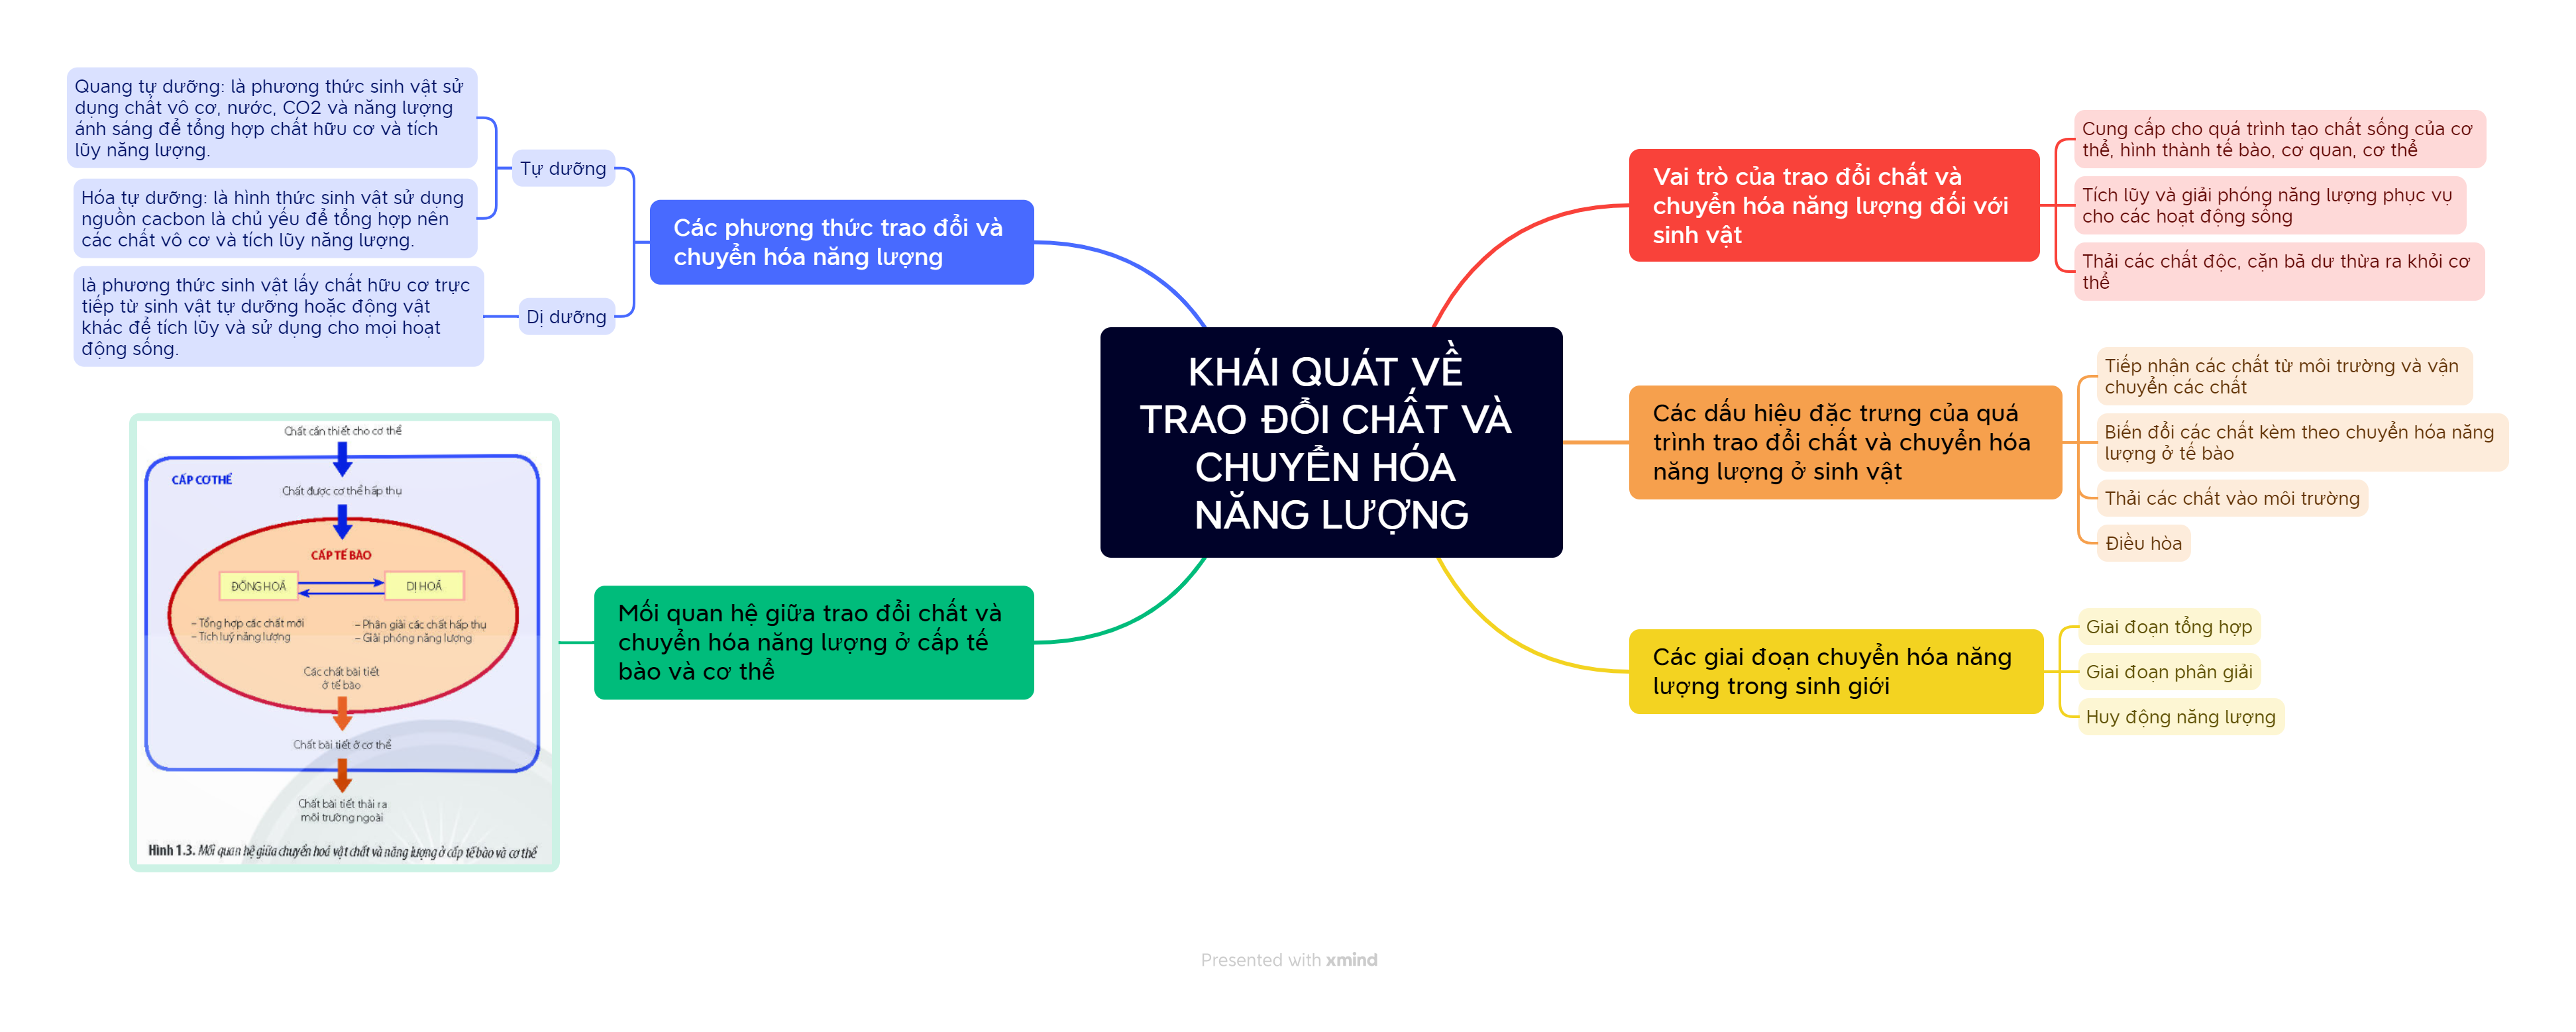 KHÁI QUÁT VỀ
TRAO ĐỔI CHẤT VÀ
CHUYỂN HÓA
NĂNG LƯỢNG
Vai trò của trao đổi chất và
chuyển hóa năng lượng đối với
sinh vật
Cung cấp cho quá trình tạo chất sống của cơ
thể, hình thành tế bào, cơ quan, cơ thể
Tích lũy và giải phóng năng lượng phục vụ
cho các hoạt động sống
Thải các chất độc, cặn bã dư thừa ra khỏi cơ
thể
Các dấu hiệu đặc trưng của quá
trình trao đổi chất và chuyển hóa
năng lượng ở sinh vật
Tiếp nhận các chất từ môi trường và vận
chuyển các chất
Biến đổi các chất kèm theo chuyển hóa năng
lượng ở tế bào
Thải các chất vào môi trường
Điều hòa
Các giai đoạn chuyển hóa năng
lượng trong sinh giới
Giai đoạn tổng hợp
Giai đoạn phân giải
Huy động năng lượng
Các phương thức trao đổi và
chuyển hóa năng lượng
Tự dưỡng
Quang tự dưỡng: là phương thức sinh vật sử
dụng chất vô cơ, nước, CO2 và năng lượng
ánh sáng để tổng hợp chất hữu cơ và tích
lũy năng lượng.
Hóa tự dưỡng: là hình thức sinh vật sử dụng
nguồn cacbon là chủ yếu để tổng hợp nên
các chất vô cơ và tích lũy năng lượng.
Dị dưỡng
là phương thức sinh vật lấy chất hữu cơ trực
tiếp từ sinh vật tự dưỡng hoặc động vật
khác để tích lũy và sử dụng cho mọi hoạt
động sống.
Mối quan hệ giữa trao đổi chất và
chuyển hóa năng lượng ở cấp tế
bào và cơ thể
Chất cần thiết cho cơ thể
CẤP CƠ THỂ
Chất được cơ thể hấp thụ
CẤP TẾ BÀO
ĐỒNG HOÁ
DỊ HOÁ
– Tổng hợp các chất mới
– Tích luỹ năng lượng
– Phân giải các chất hấp thụ
– Giải phóng năng lượng
Các chất bài tiết
ở tế bào
Chất bài tiết ở cơ thể
Chất bài tiết thải ra
môi trường ngoài
Hình 1.3. Mối quan hệ giữa chuyển hoá vật chất và năng lượng ở cấp tế bào và cơ thể
Presented with xmind